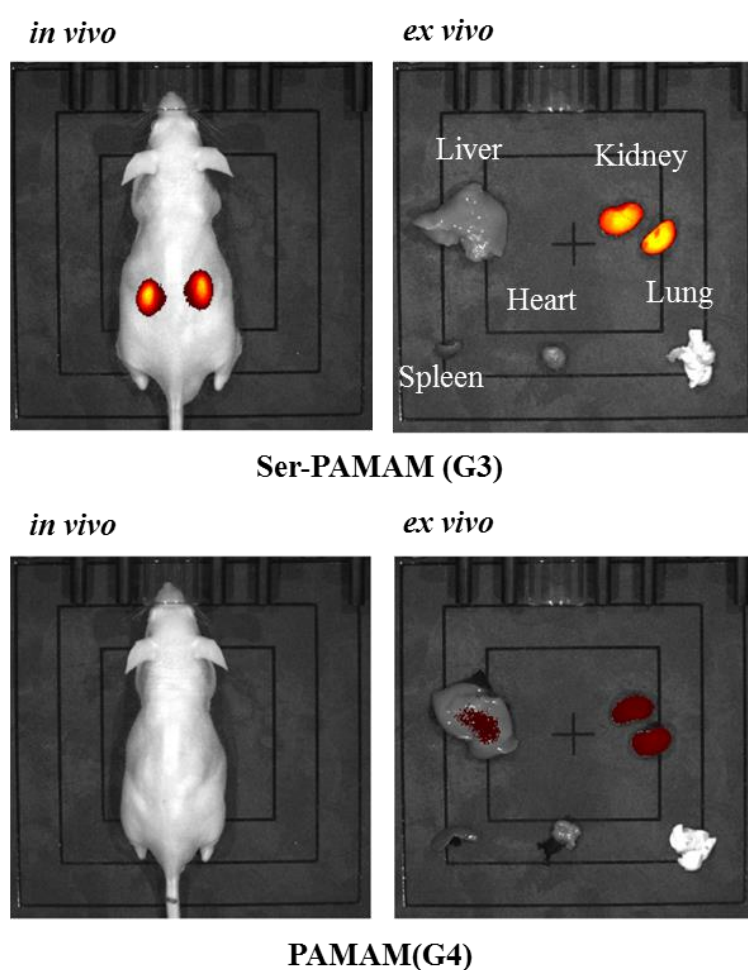 in vivo
ex vivo
Liver
Kidney
Heart
Lung
Spleen
Ser-PAMAM (G3)
in vivo
ex vivo
PAMAM(G4)